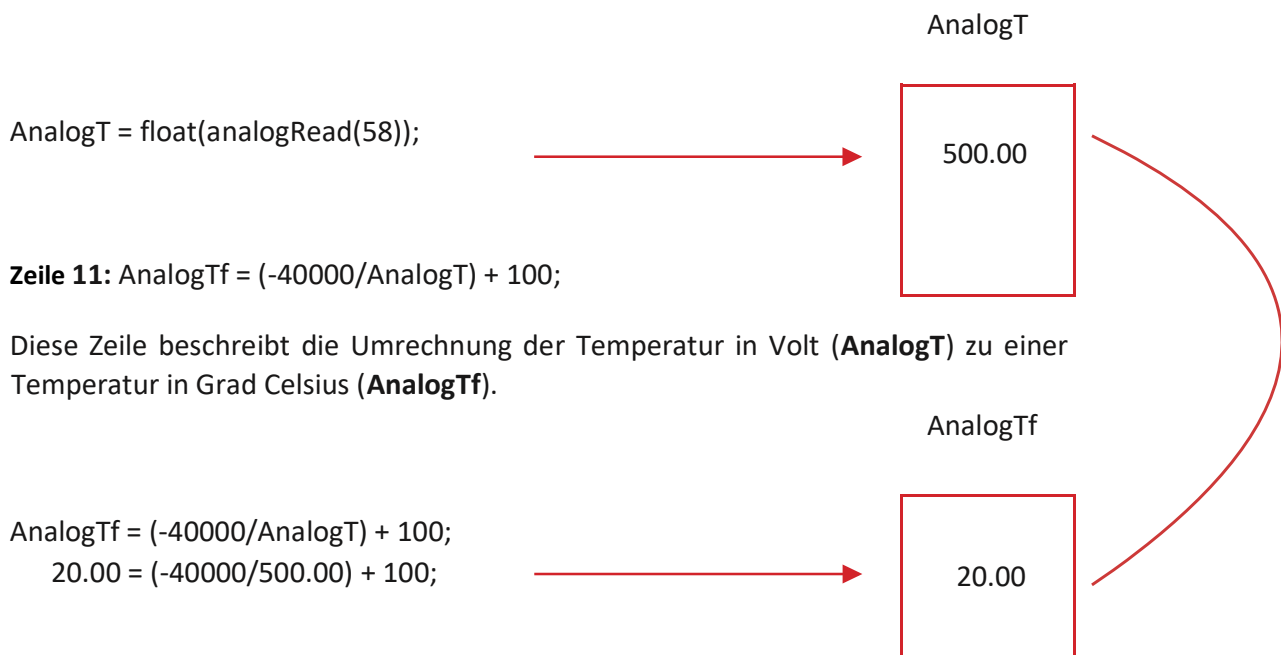 AnalogT
AnalogT = float(analogRead(58));
500.00
Zeile 11: AnalogTf = (-40000/AnalogT) + 100;
Diese Zeile beschreibt die Umrechnung der Temperatur in Volt (AnalogT) zu einer
Temperatur in Grad Celsius (AnalogTf).
AnalogTf
AnalogTf = (-40000/AnalogT) + 100;
20.00 = (-40000/500.00) + 100;
20.00